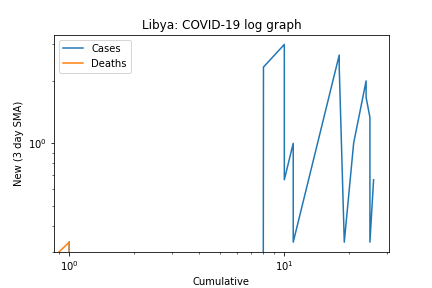 Libya: COVID-19 log graph
Cases
Deaths
New (3 day SMA)
10⁰
10⁰
10¹
Cumulative